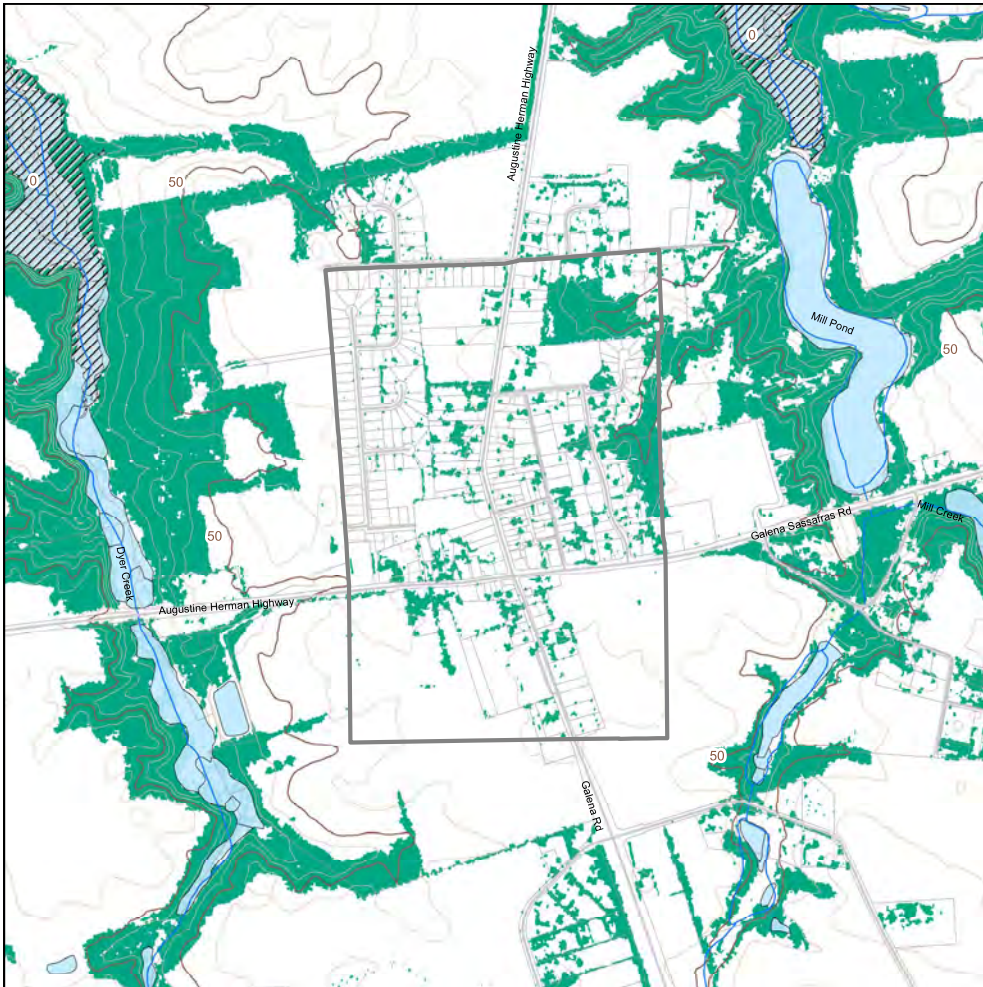 0
Augustine Herman Highway
0
50
Mill Pond
50
Galena Sassafras Rd
Mill Creek
50
Dyer Creek
Augustine Herman Highway
50
Galena Rd